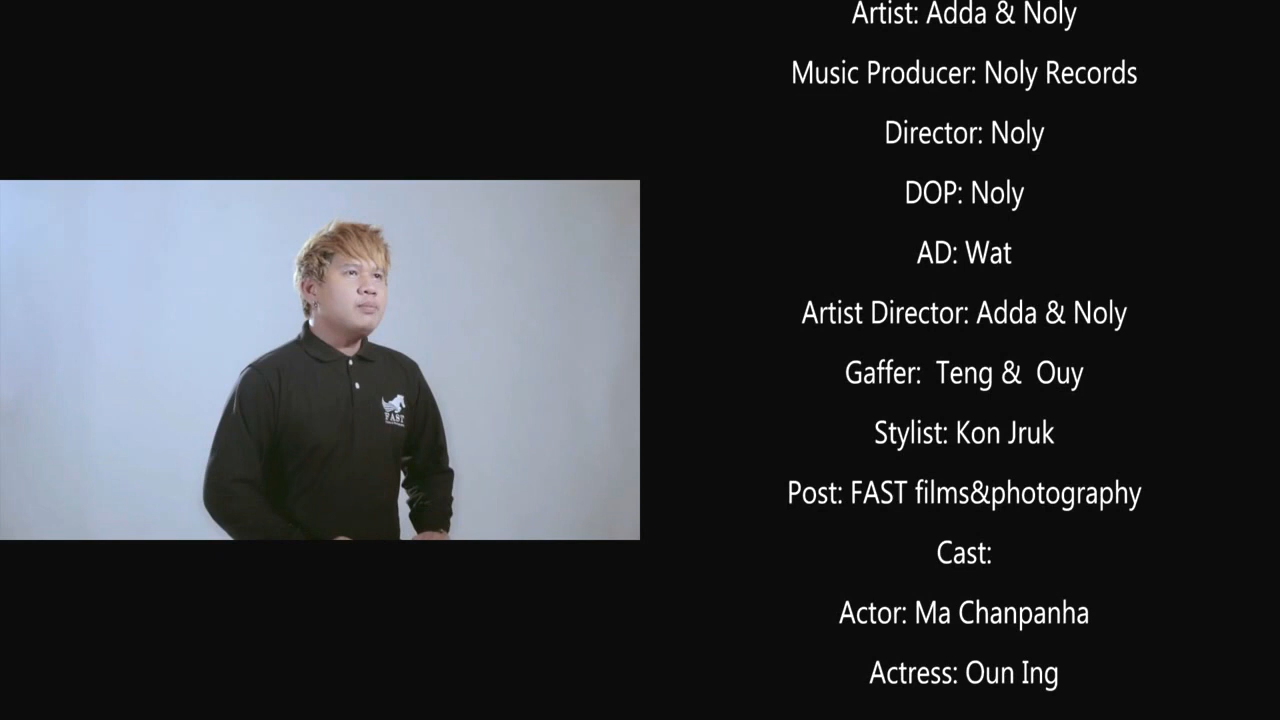 Artist: Adda & Noly
Music Producer: Noly Records
Director: Noly
DOP: Noly
AD: Wat
Artist Director: Adda & Noly
Gaffer: Teng & Ouy
Stylist: Kon Jruk
Post: FAST films&photography
Cast:
Actor: Ma Chanpanha
Actress: Oun Ing
FAST